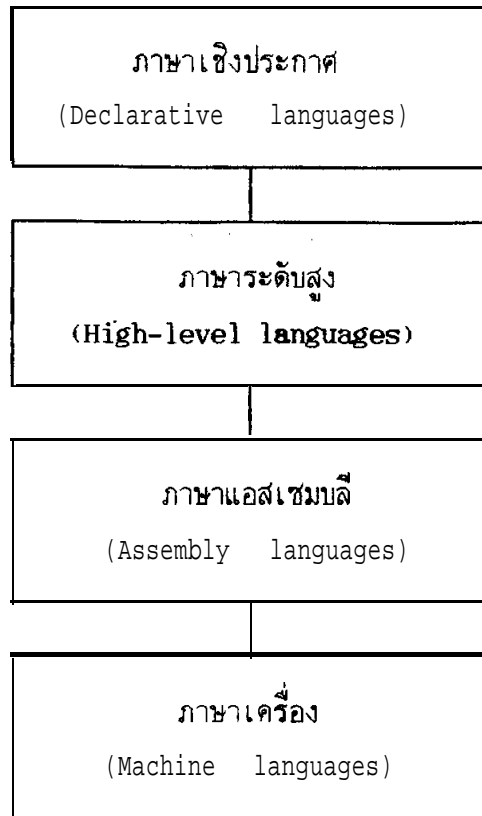 ภาษาเชิงประกาศ
(Declarative languages)
ภาษาระดับสูง
(High-level languages)
ภาษาแอสเซมบลี
(Assembly languages)
ภาษาเครื่อง
(Machine languages)